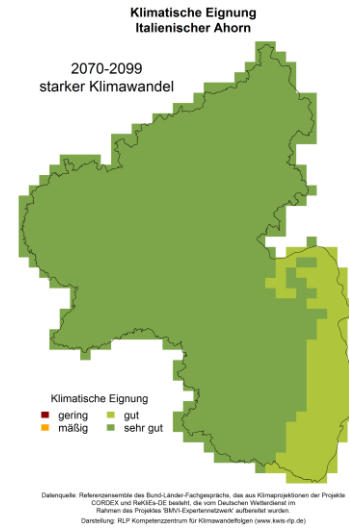 Klimatische Eignung
Italienischer Ahorn
2070-2099
starker Klimawandel
Klimatische Eignung
gering gut
mäßig sehr gut
Datenquelle: Referenzensemble des Bund-Länder-Fachgesprächs, das aus Klimaprojektionen der Projekte
CORDEX und ReKliEs-DE besteht, die vom Deutschen Wetterdienst im
Rahmen des Projektes 'BMVI-Expertennetzwerk' aufbereitet wurden.
Darstellung: RLP Kompetenzzentrum für Klimawandelfolgen (www.kwis-rlp.de)